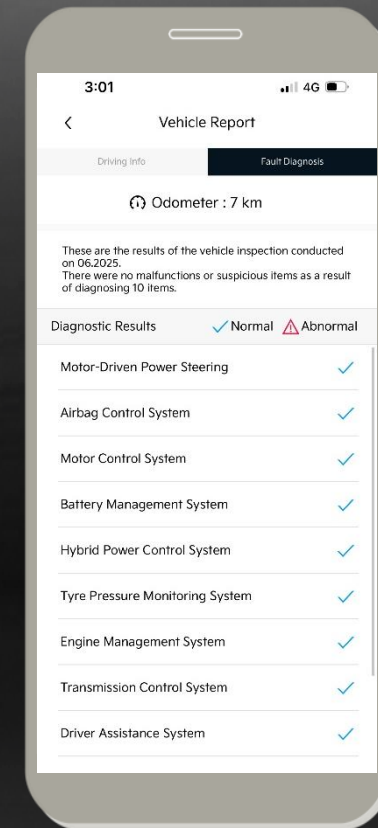 3:01 4G
Vehicle Report
Driving Info Fault Diagnosis
Odometer : 7 km
These are the results of the vehicle inspection conducted
on 06.2025.
There were no malfunctions or suspicious items as a result
of diagnosing 10 items.
Diagnostic Results Normal Abnormal
Motor-Driven Power Steering
Airbag Control System
Motor Control System
Battery Management System
Hybrid Power Control System
Tyre Pressure Monitoring System
Engine Management System
Transmission Control System
Driver Assistance System